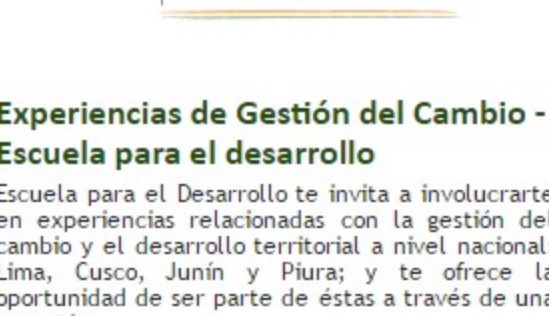 Experiencias de Gestión del Cambio -
Escuela para el desarrollo
Escuela para el Desarrollo te invita a involucrarte
en experiencias relacionadas con la gestión del
cambio y el desarrollo territorial a nivel nacional:
Lima, Cusco, Junín y Piura; y te ofrece la
oportunidad de ser parte de éstas a través de una